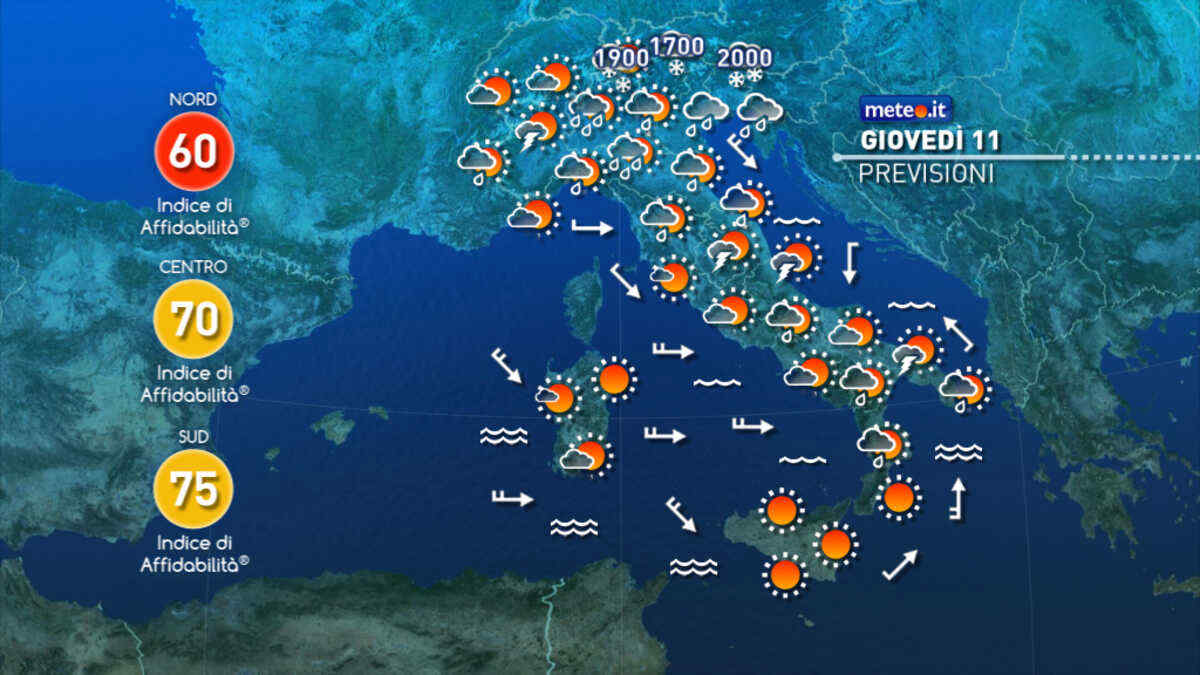 1900
1700
2000
NORD
60
Indice di
Affidabilità®
CENTRO
70
Indice di
Affidabilità®
SUD
75
Indice di
Affidabilità®
meteo.it
GIOVEDÌ 11
PREVISIONI